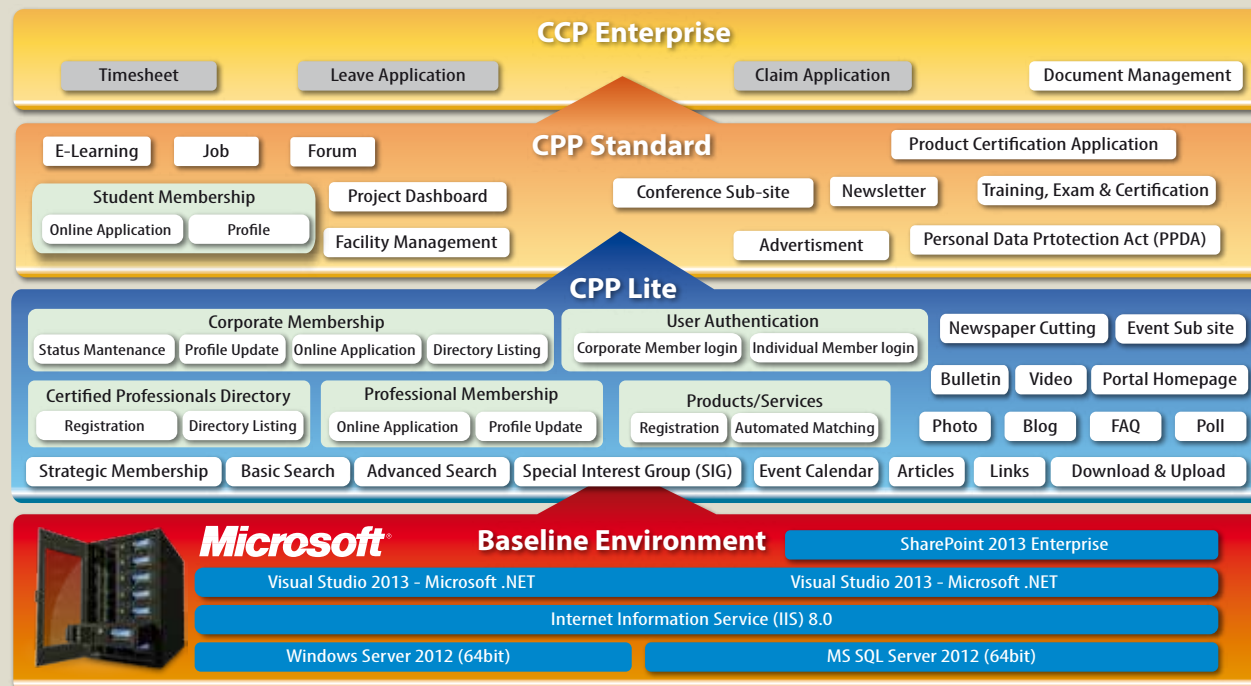 CCP Enterprise
Timesheet
Leave Application
Claim Application
Document Management
CPP Standard
E-Learning
Job
Forum
Product Certification Application
Student Membership
Online Application
Profile
Project Dashboard
Facility Management
Conference Sub-site
Newsletter
Training, Exam & Certification
Advertisment
Personal Data Prtotection Act (PPDA)
CPP Lite
Corporate Membership
Status Mantenance
Profile Update
Online Application
Directory Listing
User Authentication
Corporate Member login
Individual Member login
Newspaper Cutting
Event Sub site
Bulletin
Video
Portal Homepage
Certified Professionals Directory
Registration
Directory Listing
Professional Membership
Online Application
Profile Update
Products/Services
Registration
Automated Matching
Photo
Blog
FAQ
Poll
Strategic Membership
Basic Search
Advanced Search
Special Interest Group (SIG)
Event Calendar
Articles
Links
Download & Upload
Microsoft®
Baseline Environment
SharePoint 2013 Enterprise
Visual Studio 2013 - Microsoft .NET
Visual Studio 2013 - Microsoft .NET
Internet Information Service (IIS) 8.0
Windows Server 2012 (64bit)
MS SQL Server 2012 (64bit)